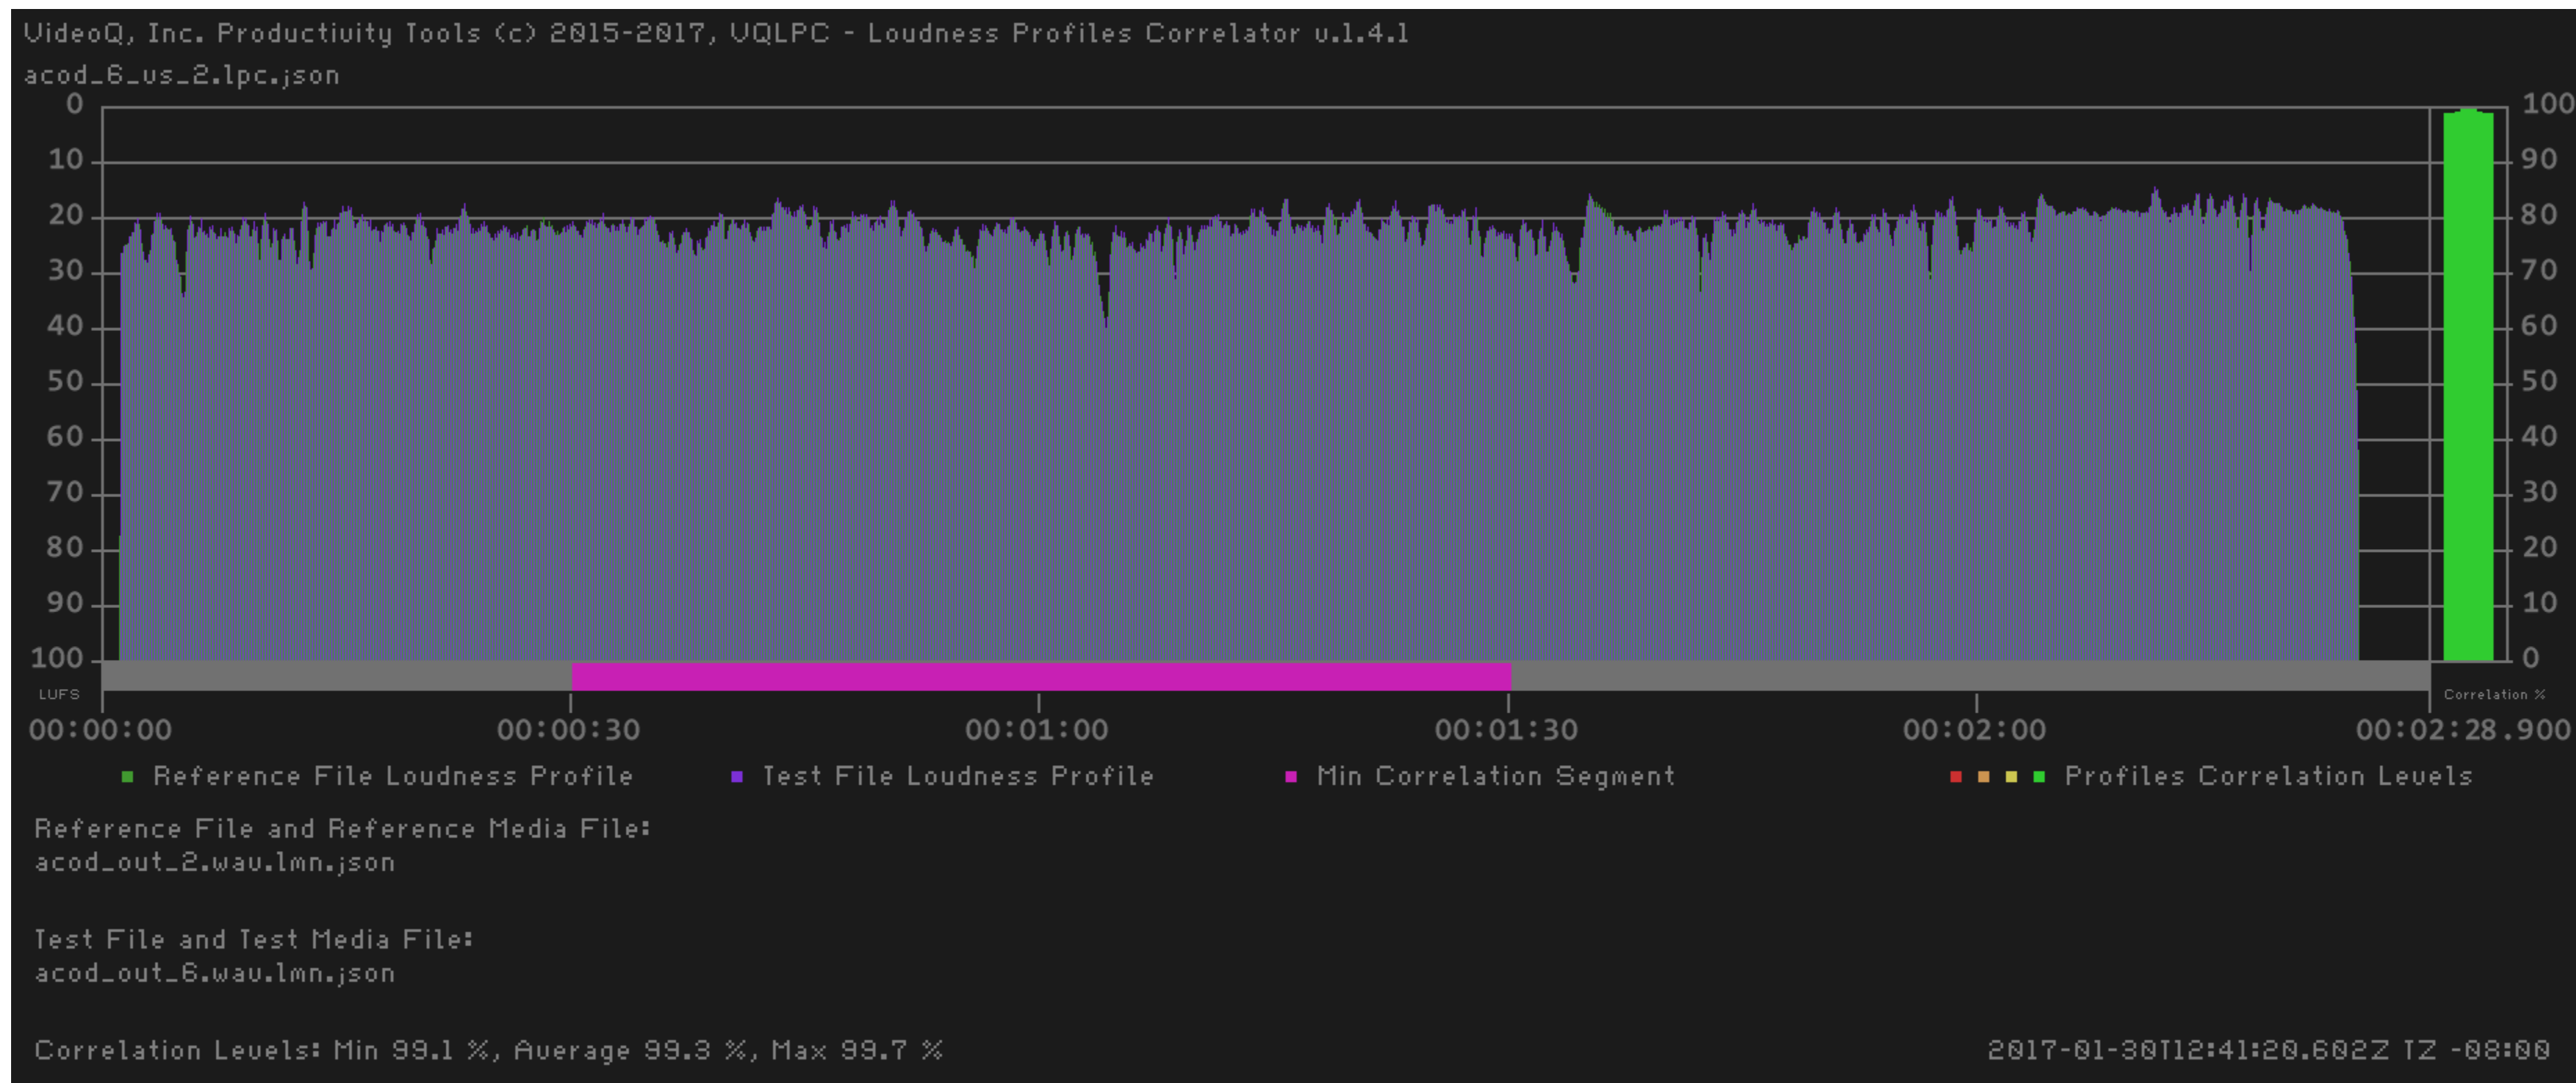 VideoQ, Inc. Productivity Tools (c) 2015-2017, VQLPC - Loudness Profiles Correlator v.1.4.1
acod_6_vs_2.lpc.json
0 100
10 90
20 80
30 70
40 60
50 50
60 40
70 30
80 20
90 10
100 0
LUFS Correlation %
00:00:00 00:00:30 00:01:00 00:01:30 00:02:00 00:02:28.900
Reference File Loudness Profile Test File Loudness Profile Min Correlation Segment Profiles Correlation Levels
Reference File and Reference Media File:
acod_out_2.wav.lmn.json
Test File and Test Media File:
acod_out_6.wav.lmn.json
Correlation Levels: Min 99.1 %, Average 99.3 %, Max 99.7 % 2017-01-30T12:41:20.602Z TZ -08:00